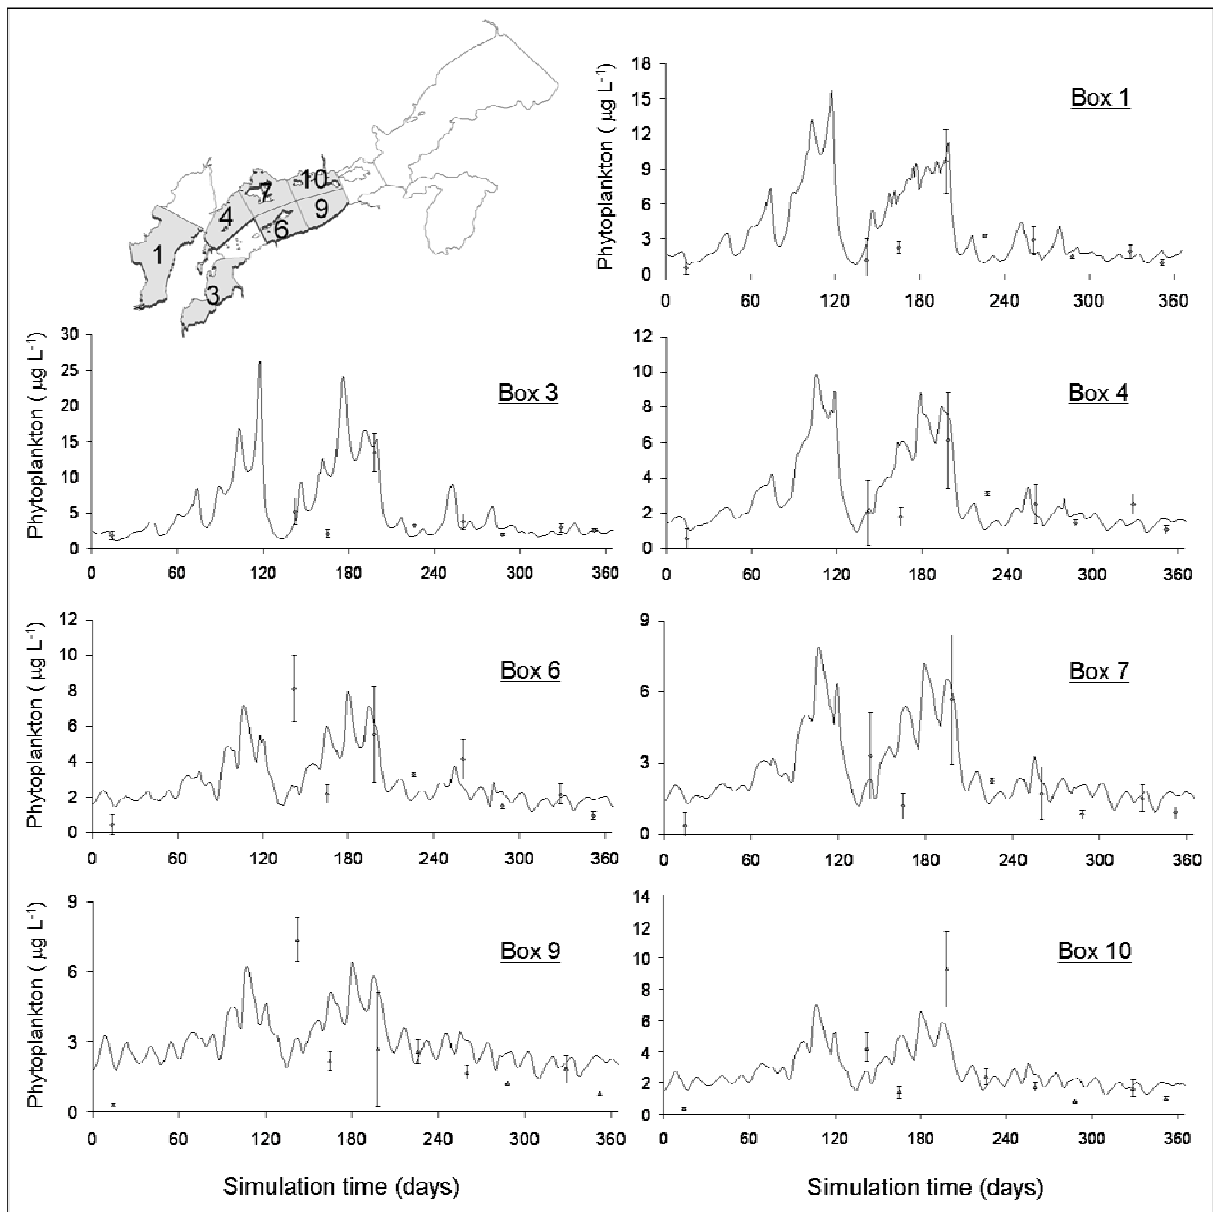 1
3
4
6
7
9
10
Phytoplankton ( µg L-1)
18
15
12
9
6
3
0
Box 1
0 60 120 180 240 300 360
Phytoplankton ( µg L-1)
30
25
20
15
10
5
0
Box 3
0 60 120 180 240 300 360
12
10
8
6
4
2
0
Box 4
0 60 120 180 240 300 360
Phytoplankton ( µg L-1)
12
10
8
6
4
2
0
Box 6
0 60 120 180 240 300 360
9
6
3
0
Box 7
0 60 120 180 240 300 360
Phytoplankton ( µg L-1)
9
6
3
0
Box 9
0 60 120 180 240 300 360
Simulation time (days)
14
12
10
8
6
4
2
0
Box 10
0 60 120 180 240 300 360
Simulation time (days)